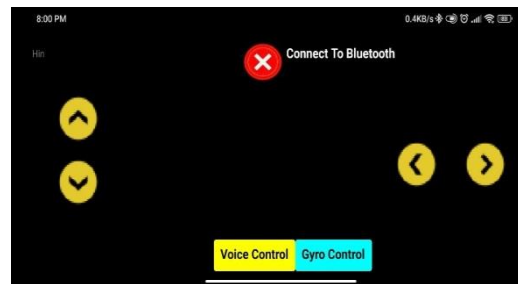 8:00 PM 0.4KB/s
Hin
Connect To Bluetooth
Voice Control Gyro Control